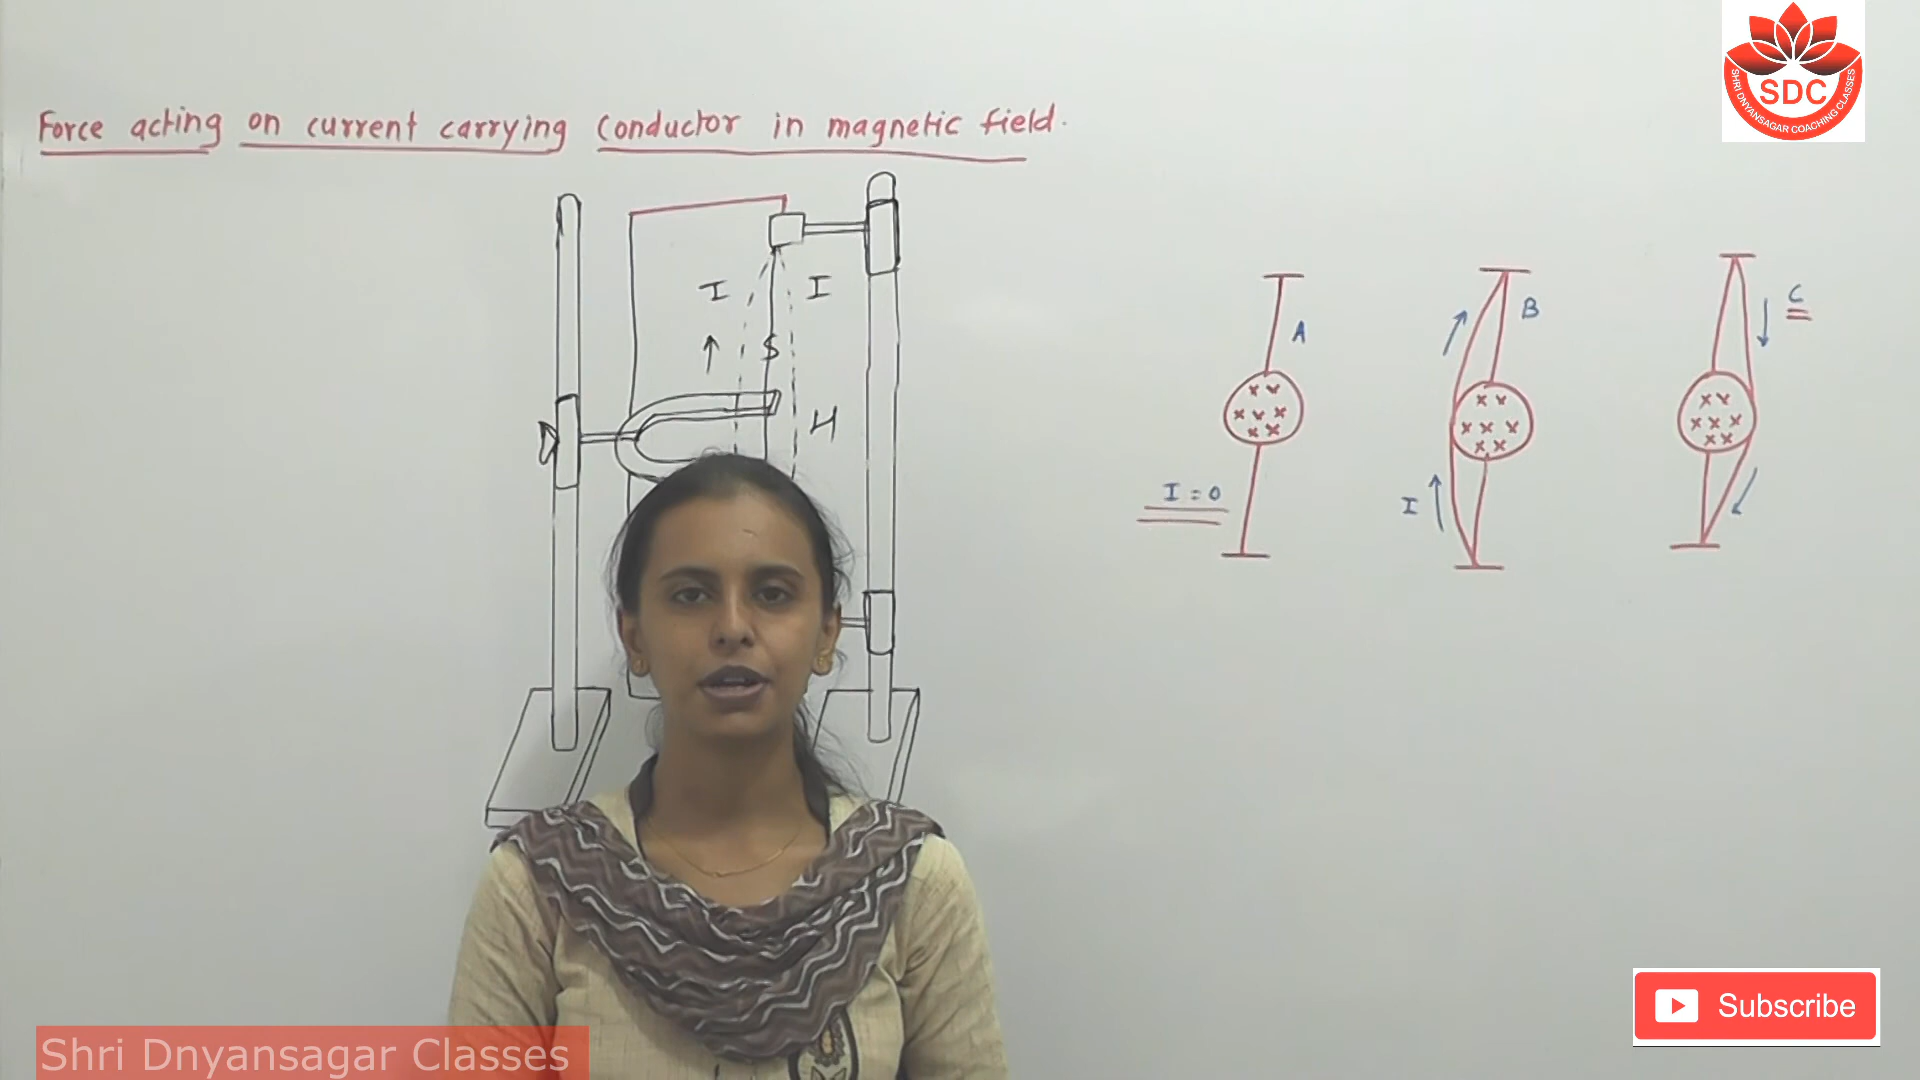 Force acting on current carrying conductor in magnetic field.
SHRI DNYANSAGAR COACHING CLASSES
SDC
I I
S
H
A
I = 0
B
I
C
Subscribe
Shri Dnyansagar Classes